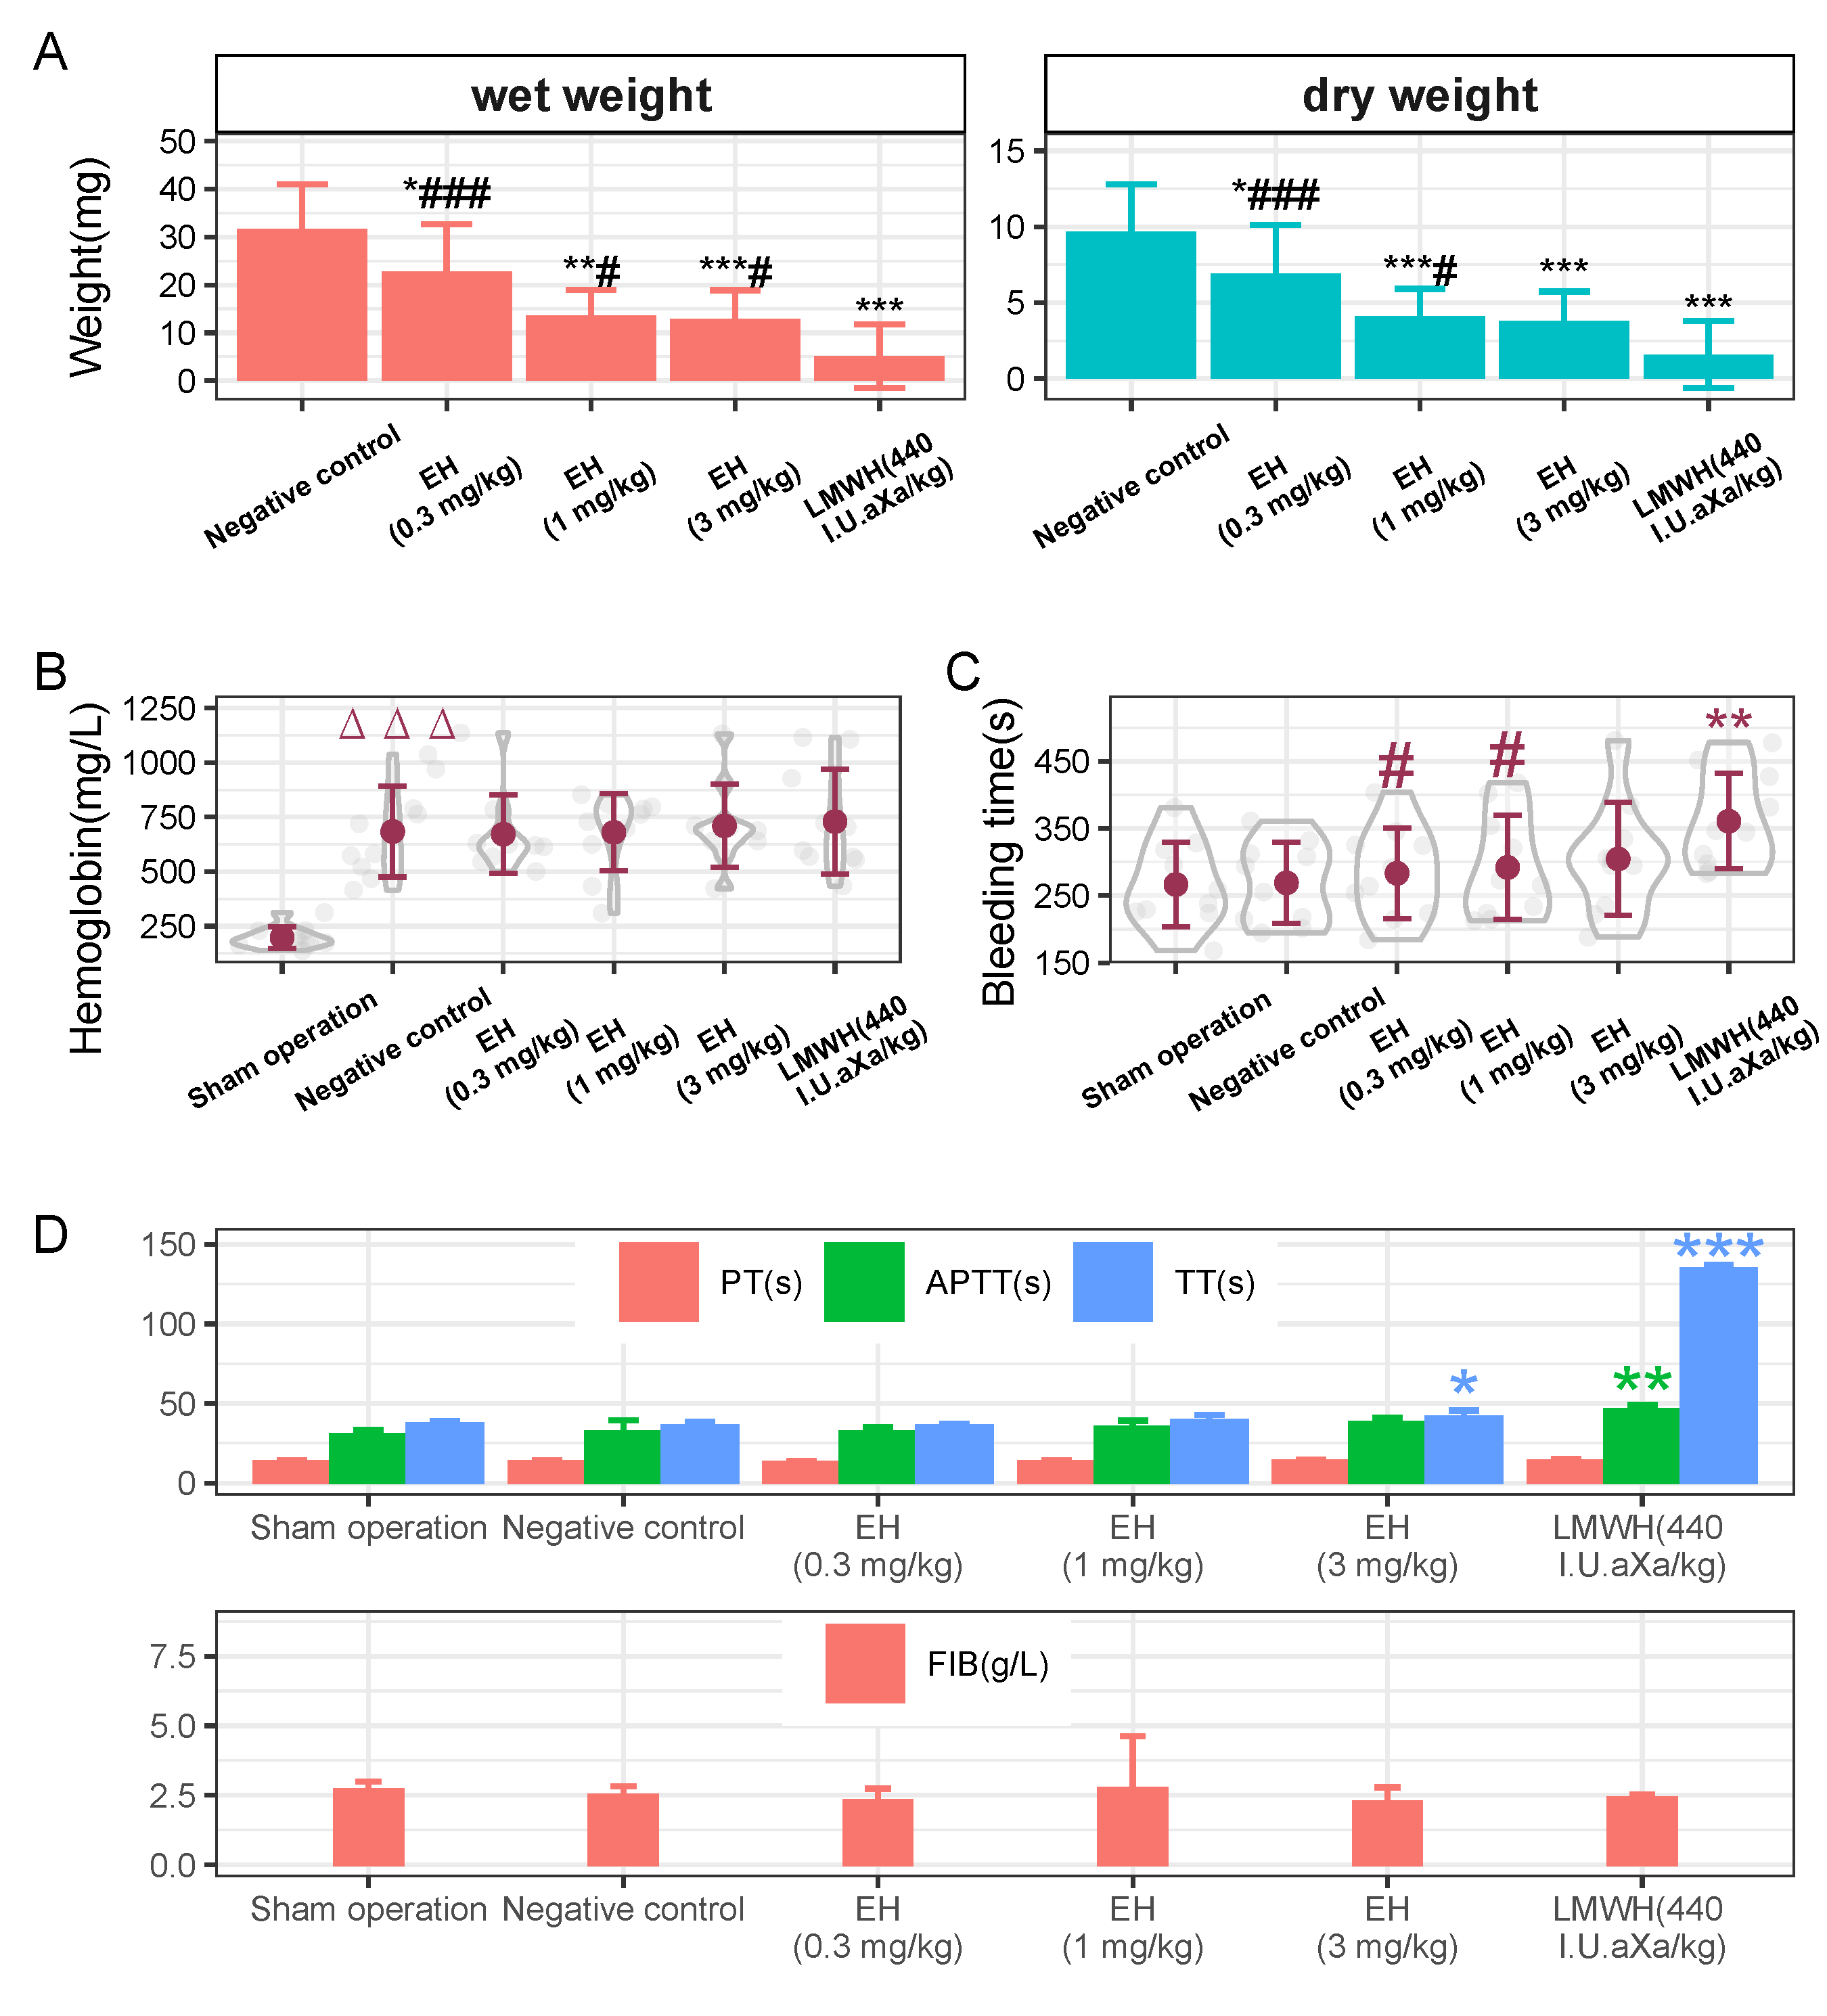 A
wet weight
dry weight
Weight(mg)
50
40
30
20
10
0
*###
**#
***#
***
15
10
5
0
*###
***#
***
***
Negative control
EH
(0.3 mg/kg)
EH
(1 mg/kg)
EH
(3 mg/kg)
LMWH(440
I.U.aXa/kg)
Negative control
EH
(0.3 mg/kg)
EH
(1 mg/kg)
EH
(3 mg/kg)
LMWH(440
I.U.aXa/kg)
B
Hemoglobin(mg/L)
1250
1000
750
500
250
Δ Δ Δ
Sham operation
Negative control
EH
(0.3 mg/kg)
EH
(1 mg/kg)
EH
(3 mg/kg)
LMWH(440
I.U.aXa/kg)
C
Bleeding time(s)
450
350
250
150
#
#
**
Sham operation
Negative control
EH
(0.3 mg/kg)
EH
(1 mg/kg)
EH
(3 mg/kg)
LMWH(440
I.U.aXa/kg)
D
150
100
50
0
PT(s)
APTT(s)
TT(s)
*
**
***
Sham operation
Negative control
EH
(0.3 mg/kg)
EH
(1 mg/kg)
EH
(3 mg/kg)
LMWH(440
I.U.aXa/kg)
7.5
5.0
2.5
0.0
FIB(g/L)
Sham operation
Negative control
EH
(0.3 mg/kg)
EH
(1 mg/kg)
EH
(3 mg/kg)
LMWH(440
I.U.aXa/kg)